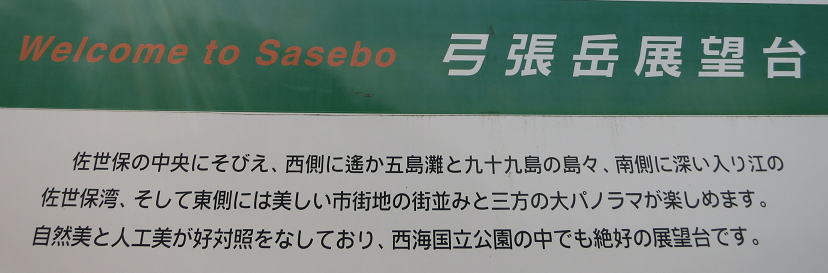 Welcome to Sasebo 弓張岳展望台
佐世保の中央にそびえ、西側に遙か五島灘と九十九島の島々、南側に深い入り江の
佐世保湾、そして東側には美しい市街地の街並みと三方の大パノラマが楽しめます。
自然美と人工美が好対照をなしており、西海国立公園の中でも絶好の展望台です。